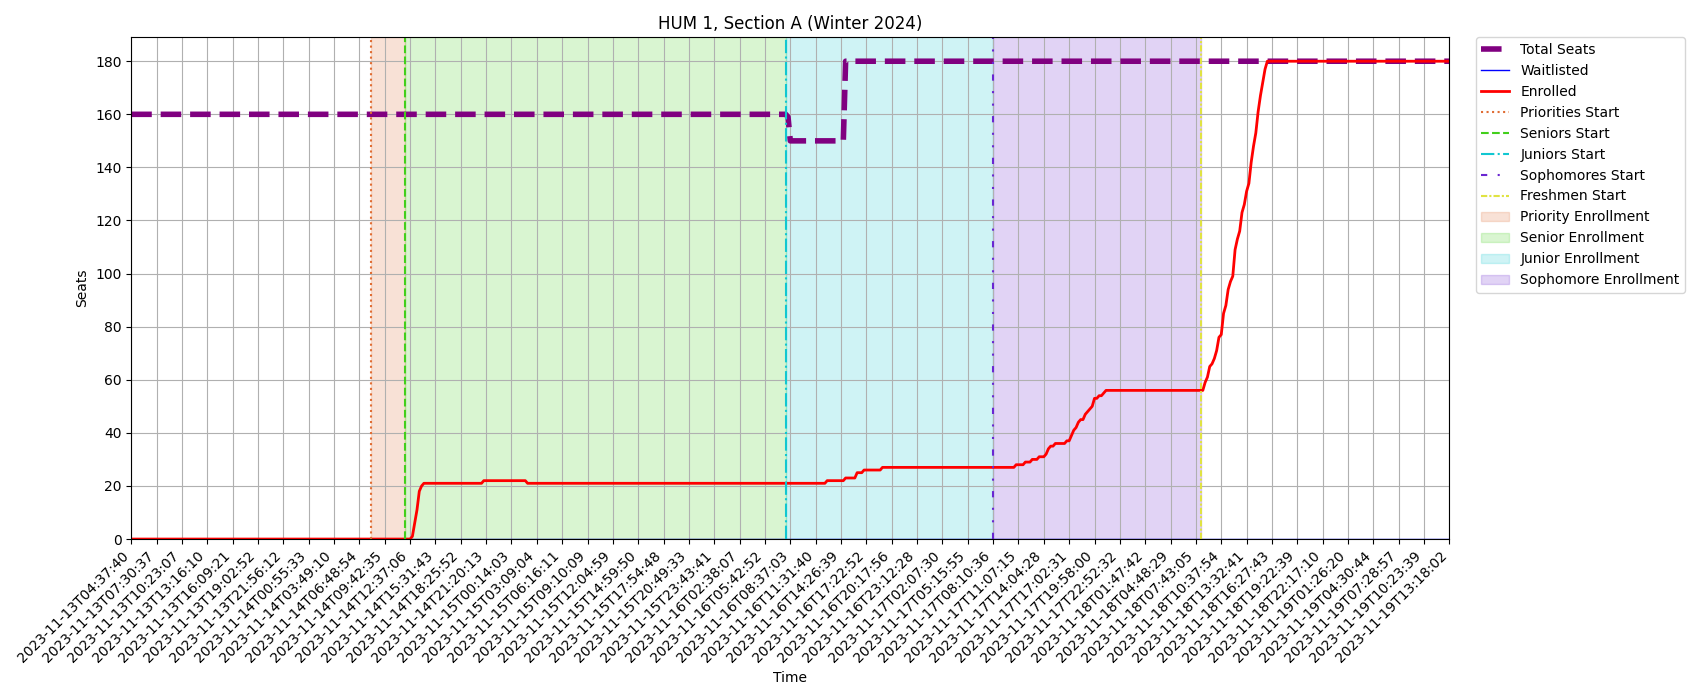 HUM 1, Section A (Winter 2024)
Seats
180
160
140
120
100
80
60
40
20
0
2023-11-13T04:37:40
2023-11-13T07:30:37
2023-11-13T10:23:07
2023-11-13T13:16:10
2023-11-13T16:09:21
2023-11-13T19:02:52
2023-11-13T21:56:12
2023-11-14T00:55:33
2023-11-14T03:49:10
2023-11-14T06:48:54
2023-11-14T09:42:35
2023-11-14T12:37:06
2023-11-14T15:31:43
2023-11-14T18:25:52
2023-11-14T21:20:13
2023-11-15T00:14:03
2023-11-15T03:09:04
2023-11-15T06:16:11
2023-11-15T09:10:09
2023-11-15T12:04:59
2023-11-15T14:59:50
2023-11-15T17:54:48
2023-11-15T20:49:33
2023-11-15T23:43:41
2023-11-16T02:38:07
2023-11-16T05:42:52
2023-11-16T08:37:03
2023-11-16T11:31:40
2023-11-16T14:26:39
2023-11-16T17:22:52
2023-11-16T20:17:56
2023-11-16T23:12:28
2023-11-17T02:07:30
2023-11-17T05:15:55
2023-11-17T08:10:36
2023-11-17T11:07:15
2023-11-17T14:04:28
2023-11-17T17:02:31
2023-11-17T19:58:00
2023-11-17T22:52:32
2023-11-18T01:47:42
2023-11-18T04:48:29
2023-11-18T07:43:05
2023-11-18T10:37:54
2023-11-18T13:32:41
2023-11-18T16:27:43
2023-11-18T19:22:39
2023-11-18T22:17:10
2023-11-19T01:26:20
2023-11-19T04:30:44
2023-11-19T07:28:57
2023-11-19T10:23:39
2023-11-19T13:18:02
Time
Total Seats
Waitlisted
Enrolled
Priorities Start
Seniors Start
Juniors Start
Sophomores Start
Freshmen Start
Priority Enrollment
Senior Enrollment
Junior Enrollment
Sophomore Enrollment